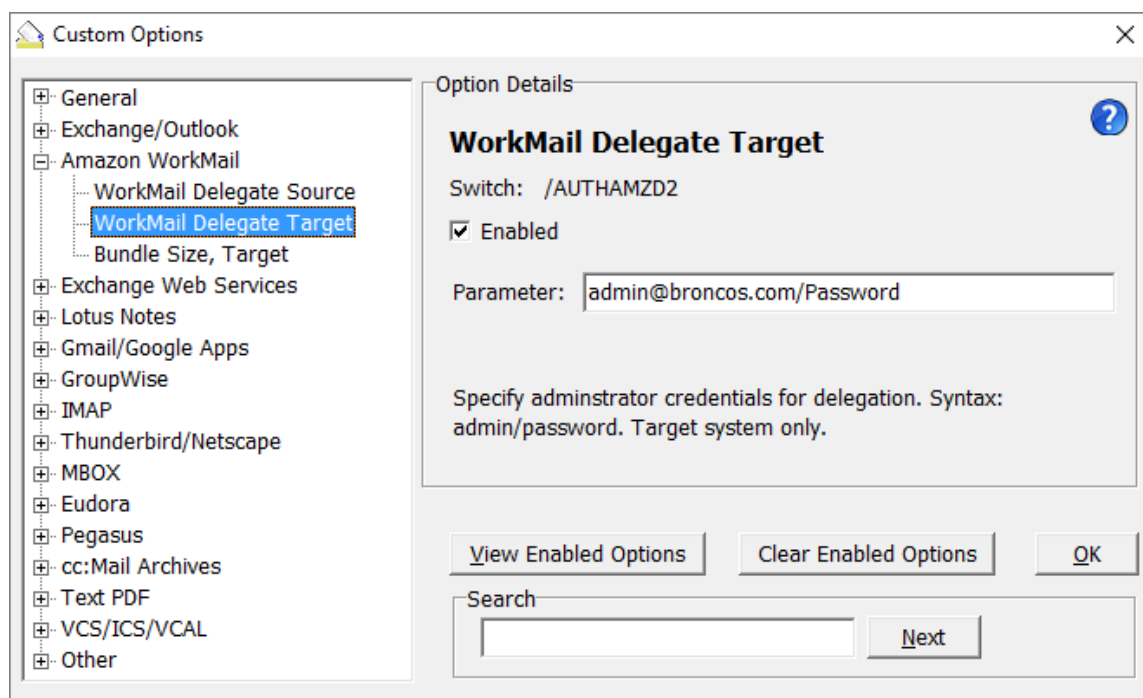 Custom Options
General
Exchange/Outlook
Amazon WorkMail
WorkMail Delegate Source
WorkMail Delegate Target
Bundle Size, Target
Exchange Web Services
Lotus Notes
Gmail/Google Apps
GroupWise
IMAP
Thunderbird/Netscape
MBOX
Eudora
Pegasus
cc:Mail Archives
Text PDF
VCS/ICS/VCAL
Other
Option Details
?
WorkMail Delegate Target
Switch: /AUTHAMZD2
Enabled
Parameter: admin@broncos.com/Password
Specify adminstrator credentials for delegation. Syntax:
admin/password. Target system only.
View Enabled Options Clear Enabled Options OK
Search
Next